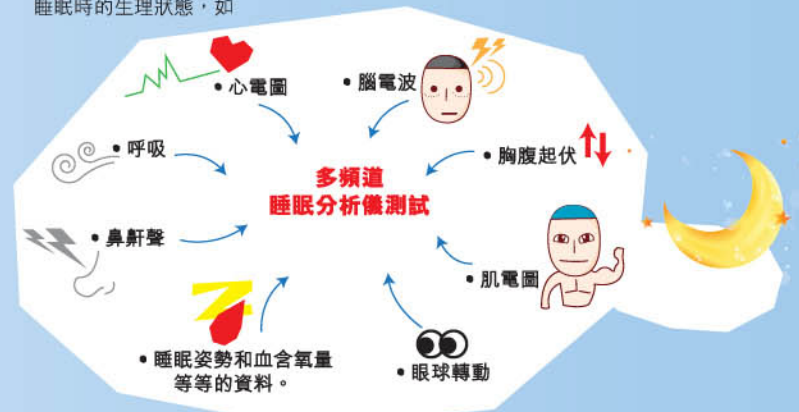 睡眠時的生理狀態，如
• 心電圖
• 腦電波
• 呼吸
• 胸腹起伏
多頻道
睡眠分析儀測試
• 鼻鼾聲
• 肌電圖
• 睡眠姿勢和血含氧量
等等的資料。
• 眼球轉動